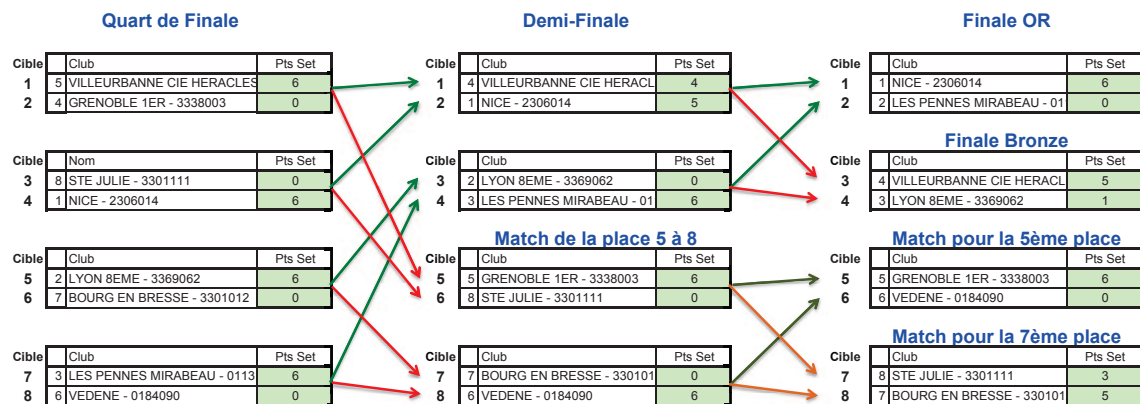 Quart de Finale Demi-Finale Finale OR
Cible Club Pts Set Cible Club Pts Set Cible Club Pts Set
1 5 VILLEURBANNE CIE HERACLES 6 1 4 VILLEURBANNE CIE HERACL 4 1 1 NICE - 2306014 6
2 4 GRENOBLE 1ER - 3338003 0 2 1 NICE - 2306014 5 2 2 LES PENNES MIRABEAU - 01 0
Finale Bronze
Cible Nom Pts Set Cible Club Pts Set Cible Club Pts Set
3 8 STE JULIE - 3301111 0 3 2 LYON 8EME - 3369062 0 3 4 VILLEURBANNE CIE HERACL 5
4 1 NICE - 2306014 6 4 3 LES PENNES MIRABEAU - 01 6 4 3 LYON 8EME - 3369062 1
Match de la place 5 à 8 Match pour la 5ème place
Cible Club Pts Set Cible Club Pts Set Cible Club Pts Set
5 2 LYON 8EME - 3369062 6 5 5 GRENOBLE 1ER - 3338003 6 5 5 GRENOBLE 1ER - 3338003 6
6 7 BOURG EN BRESSE - 3301012 0 6 8 STE JULIE - 3301111 0 6 6 VEDENE - 0184090 0
Match pour la 7ème place
Cible Club Pts Set Cible Club Pts Set Cible Club Pts Set
7 3 LES PENNES MIRABEAU - 0113 6 7 7 BOURG EN BRESSE - 330101 0 7 8 STE JULIE - 3301111 3
8 6 VEDENE - 0184090 0 8 6 VEDENE - 0184090 6 8 7 BOURG EN BRESSE - 330101 5